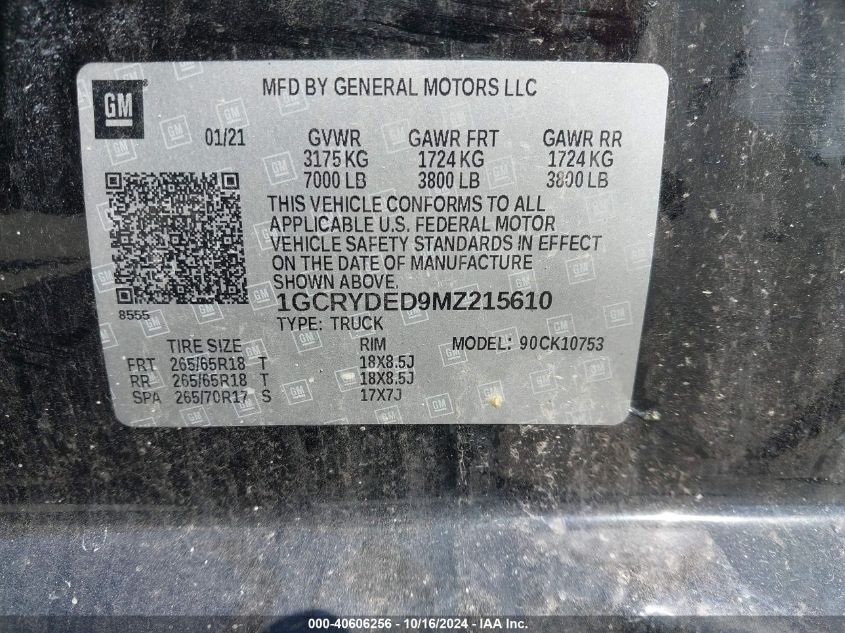 GM
MFD BY GENERAL MOTORS LLC
01/21 GVWR GAWR FRT GAWR RR
3175 KG 1724 KG 1724 KG
7000 LB 3800 LB 3800 LB
THIS VEHICLE CONFORMS TO ALL
APPLICABLE U.S. FEDERAL MOTOR
VEHICLE SAFETY STANDARDS IN EFFECT
ON THE DATE OF MANUFACTURE
SHOWN ABOVE.
8555
1GCRYDED9MZ215610
TYPE: TRUCK
TIRE SIZE RIM MODEL: 90CK10753
FRT 265/65R18 T 18X8.5J
RR 265/65R18 T 18X8.5J
SPA 265/70R17 S 17X7J
000-40606256 - 10/16/2024 - IAA Inc.